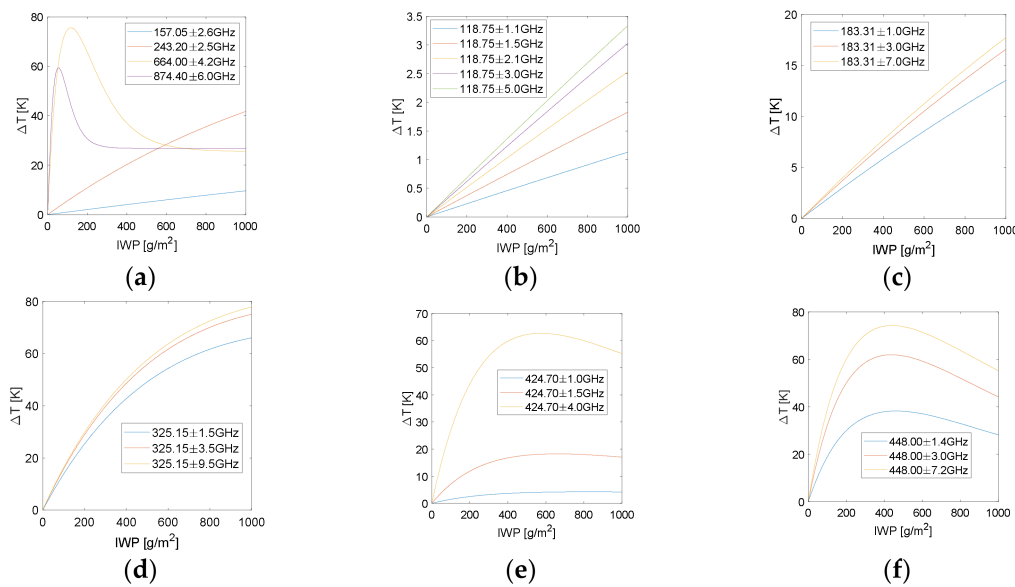 80
60
40
20
0
ΔT [K]
157.05±2.6GHz
243.20±2.5GHz
664.00±4.2GHz
874.40±6.0GHz
0 200 400 600 800 1000
IWP [g/m²]
(a)
3.5
3
2.5
2
1.5
1
0.5
0
ΔT [K]
118.75±1.1GHz
118.75±1.5GHz
118.75±2.1GHz
118.75±3.0GHz
118.75±5.0GHz
0 200 400 600 800 1000
IWP [g/m²]
(b)
20
15
10
5
0
ΔT [K]
183.31±1.0GHz
183.31±3.0GHz
183.31±7.0GHz
0 200 400 600 800 1000
IWP [g/m²]
(c)
80
60
40
20
0
ΔT [K]
325.15±1.5GHz
325.15±3.5GHz
325.15±9.5GHz
0 200 400 600 800 1000
IWP [g/m²]
(d)
70
60
50
40
30
20
10
0
ΔT [K]
424.70±1.0GHz
424.70±1.5GHz
424.70±4.0GHz
0 200 400 600 800 1000
IWP [g/m²]
(e)
80
60
40
20
0
ΔT [K]
448.00±1.4GHz
448.00±3.0GHz
448.00±7.2GHz
0 200 400 600 800 1000
IWP [g/m²]
(f)